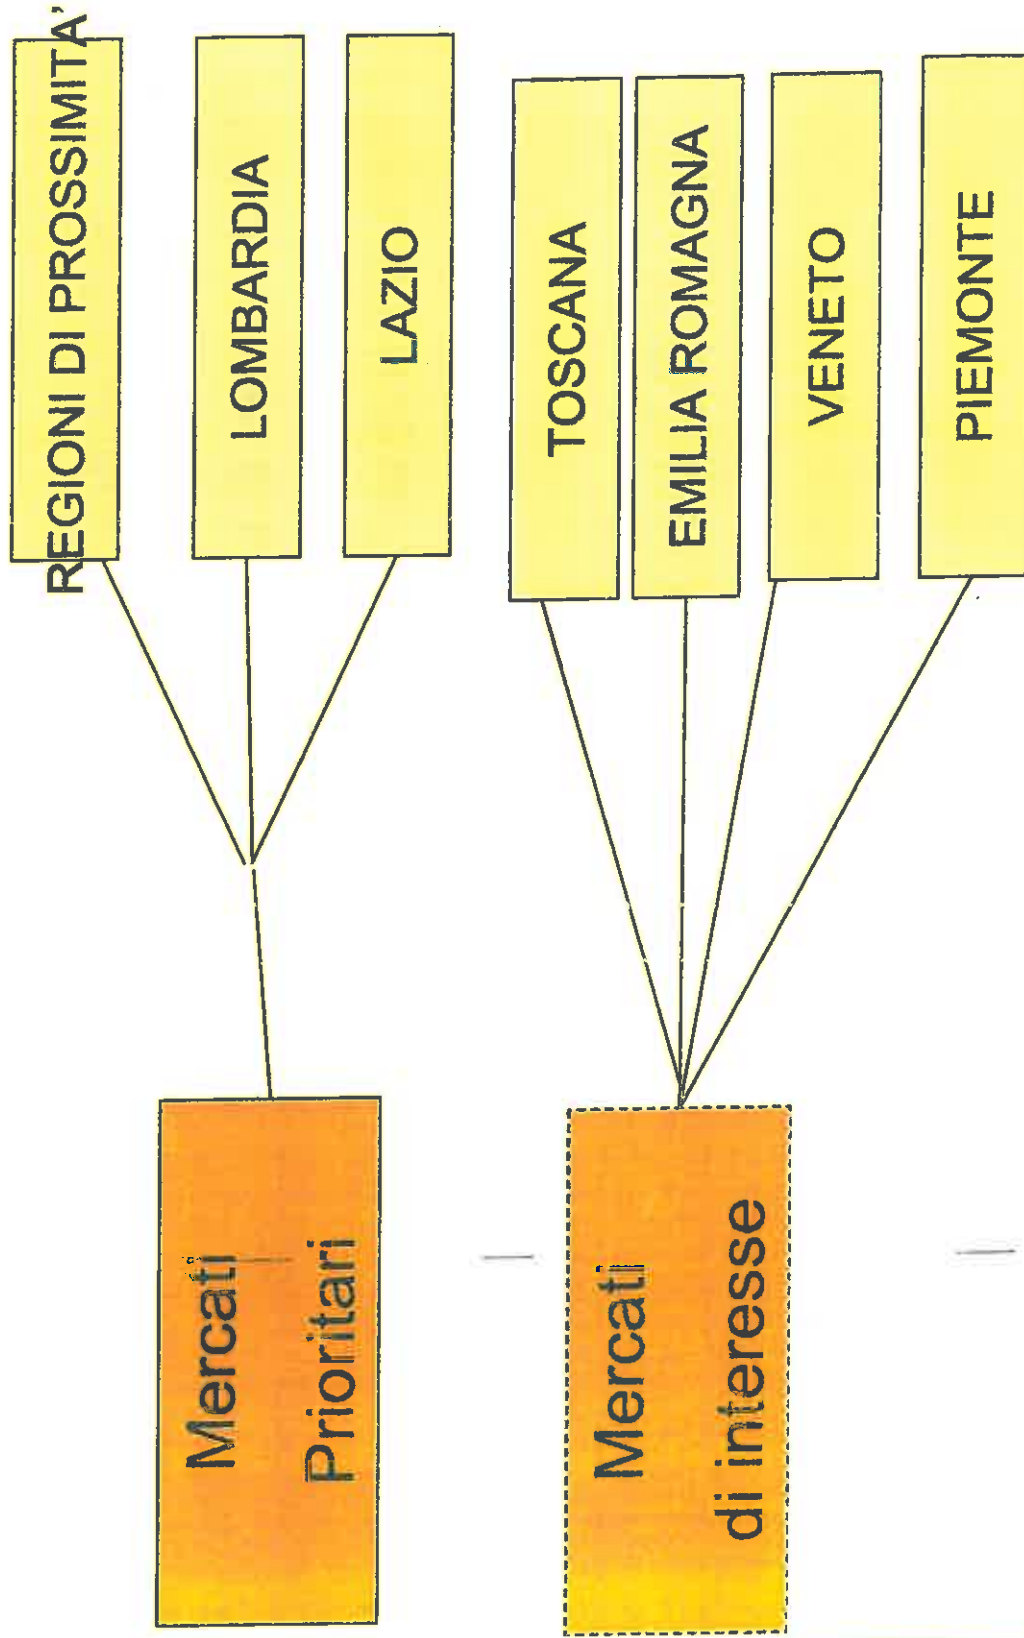 REGIONI DI PROSSIMITA'
LOMBARDIA
LAZIO
Mercati
Prioritari
TOSCANA
EMILIA ROMAGNA
VENETO
PIEMONTE
Mercati
di interesse